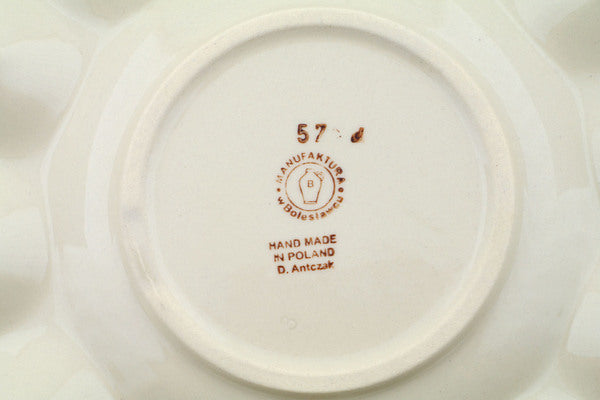 57
MANUFAKTURA
w Bolesławcu
B
HAND MADE
IN POLAND
D. Antczak